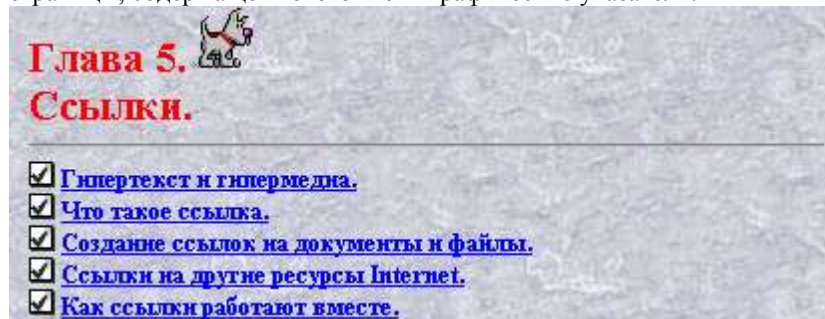 Глава 5.
Ссылки.
Гипертекст и гипермедиа.
Что такое ссылка.
Создание ссылок на документы и файлы.
Ссылки на другие ресурсы Internet.
Как ссылки работают вместе.